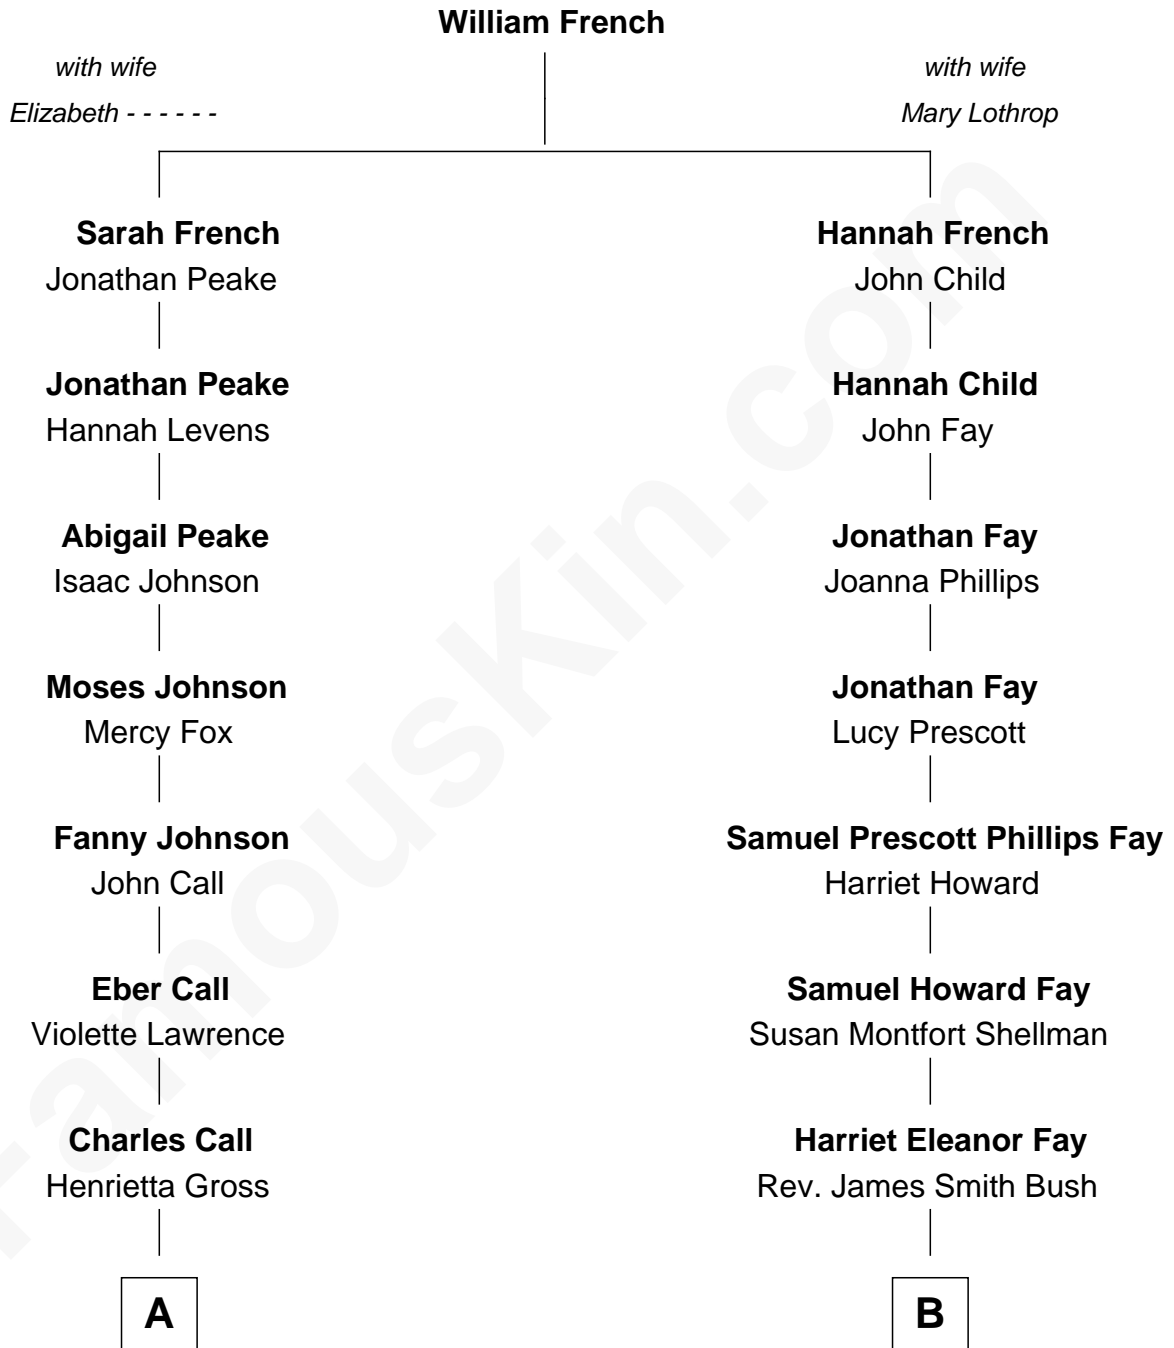 William French
with wife
Elizabeth - - - - - -
with wife
Mary Lothrop
Sarah French
Jonathan Peake
Hannah French
John Child
Jonathan Peake
Hannah Levens
Hannah Child
John Fay
Abigail Peake
Isaac Johnson
Jonathan Fay
Joanna Phillips
Moses Johnson
Mercy Fox
Jonathan Fay
Lucy Prescott
Fanny Johnson
John Call
Samuel Prescott Phillips Fay
Harriet Howard
Eber Call
Violette Lawrence
Samuel Howard Fay
Susan Montfort Shellman
Charles Call
Henrietta Gross
Harriet Eleanor Fay
Rev. James Smith Bush
A
B
FamousKin.com